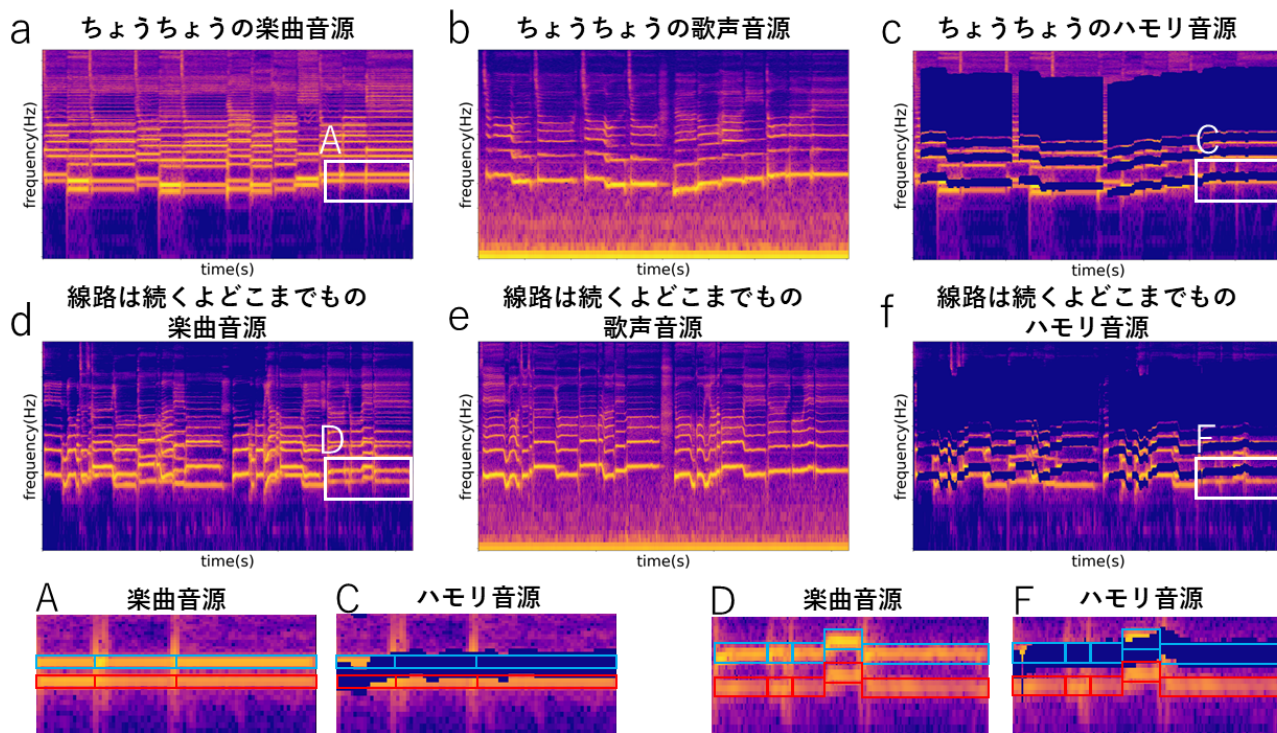 a
ちょうちょうの楽曲音源
b
ちょうちょうの歌声音源
c
ちょうちょうのハモリ音源
frequency(Hz)
A
time(s)
frequency(Hz)
time(s)
frequency(Hz)
C
time(s)
d
線路は続くよどこまでもの
楽曲音源
e
線路は続くよどこまでもの
歌声音源
f
線路は続くよどこまでもの
ハモリ音源
frequency(Hz)
D
time(s)
frequency(Hz)
time(s)
frequency(Hz)
F
time(s)
A
楽曲音源
C
ハモリ音源
D
楽曲音源
F
ハモリ音源